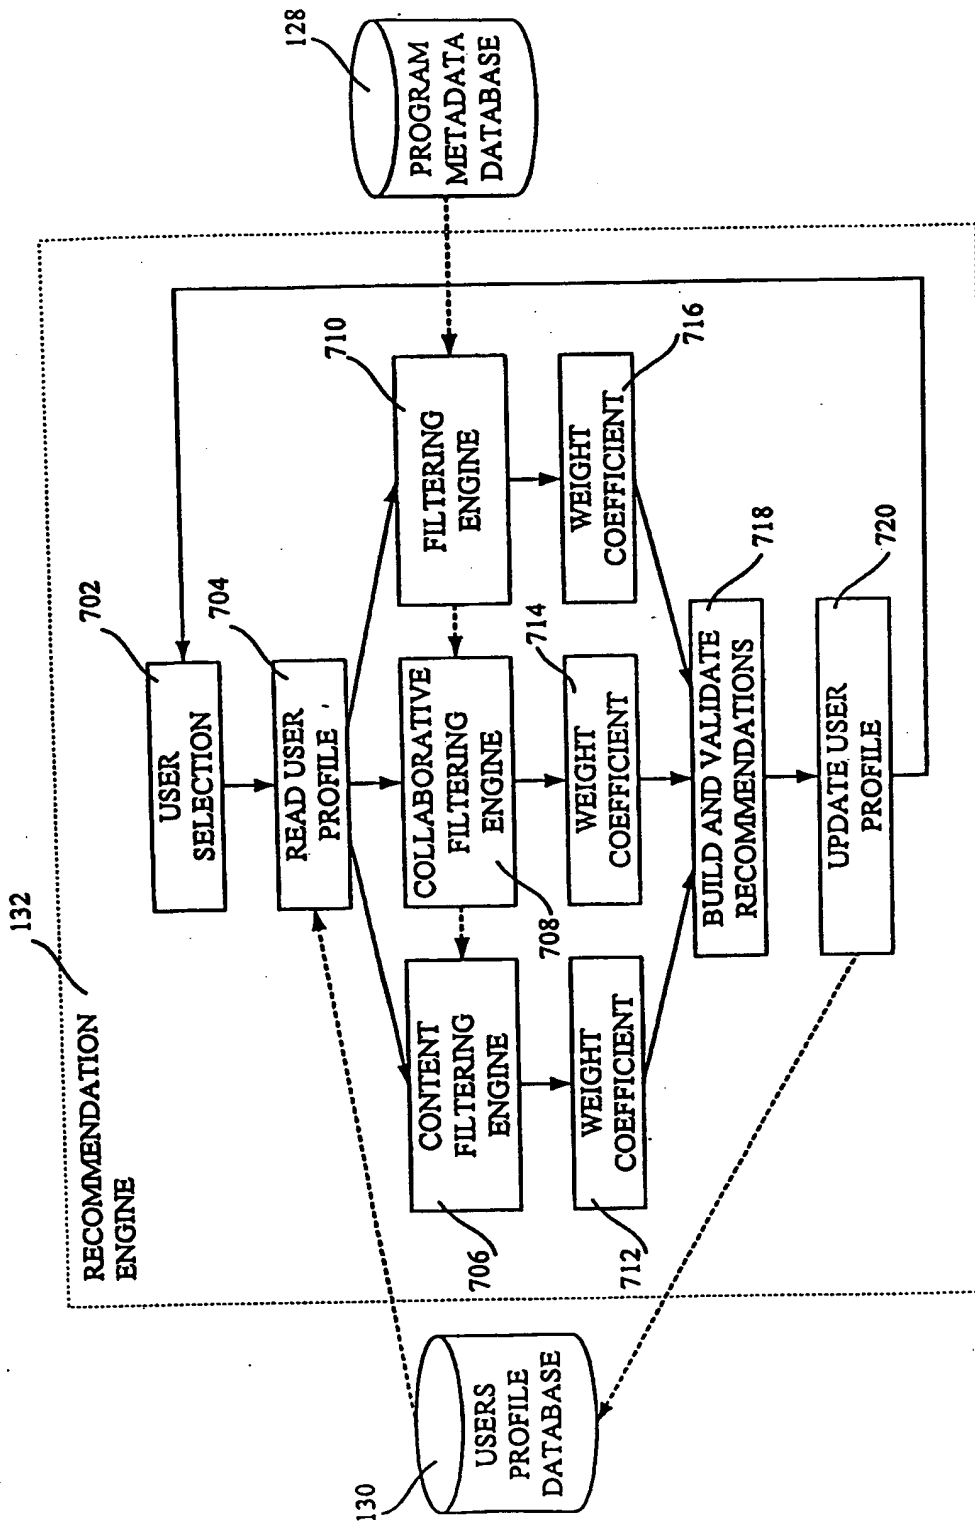 RECOMMENDATION
ENGINE
132
702
USER
SELECTION
704
READ USER
PROFILE
710
CONTENT
FILTERING
ENGINE
706
COLLABORATIVE
FILTERING
ENGINE
708
FILTERING
ENGINE
WEIGHT
COEFFICIENT
712
WEIGHT
COEFFICIENT
714
WEIGHT
COEFFICIENT
716
BUILD AND VALIDATE
RECOMMENDATIONS
718
UPDATE USER
PROFILE
720
USERS
PROFILE
DATABASE
130
PROGRAM
METADATA
DATABASE
128